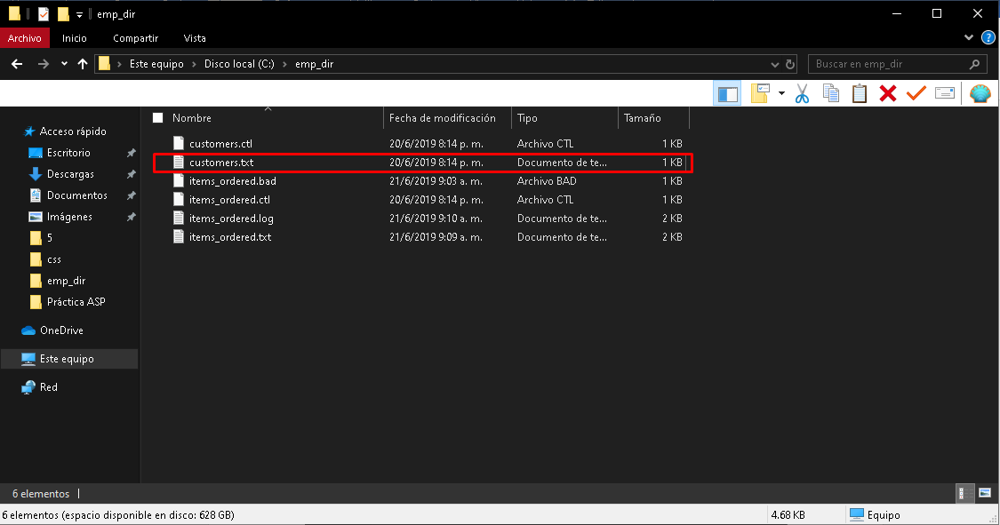 emp_dir
Archivo Inicio Compartir Vista
Este equipo Disco local (C:) emp_dir Buscar en emp_dir
Nombre Fecha de modificación Tipo Tamaño
Acceso rápido
Escritorio
Descargas
Documentos
Imágenes
5
css
emp_dir
Práctica ASP
OneDrive
Este equipo
Red
customers.ctl 20/6/2019 8:14 p. m. Archivo CTL 1 KB
customers.txt 20/6/2019 8:14 p. m. Documento de te... 1 KB
items_ordered.bad 21/6/2019 9:03 a. m. Archivo BAD 1 KB
items_ordered.ctl 20/6/2019 8:14 p. m. Archivo CTL 1 KB
items_ordered.log 21/6/2019 9:10 a. m. Documento de te... 2 KB
items_ordered.txt 21/6/2019 9:09 a. m. Documento de te... 2 KB
6 elementos
6 elementos (espacio disponible en disco: 628 GB) 4.68 KB Equipo